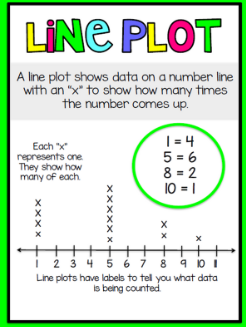 LiNe PLOT
A line plot shows data on a number line
with an "x" to show how many times
the number comes up.
Each "x"
represents one.
They show how
many of each.
1 = 4
5 = 6
8 = 2
10 = 1
x
x x
x x
x x x
x x x
x x x x
1 2 3 4 5 6 7 8 9 10 11
Line plots have labels to tell you what data
is being counted.